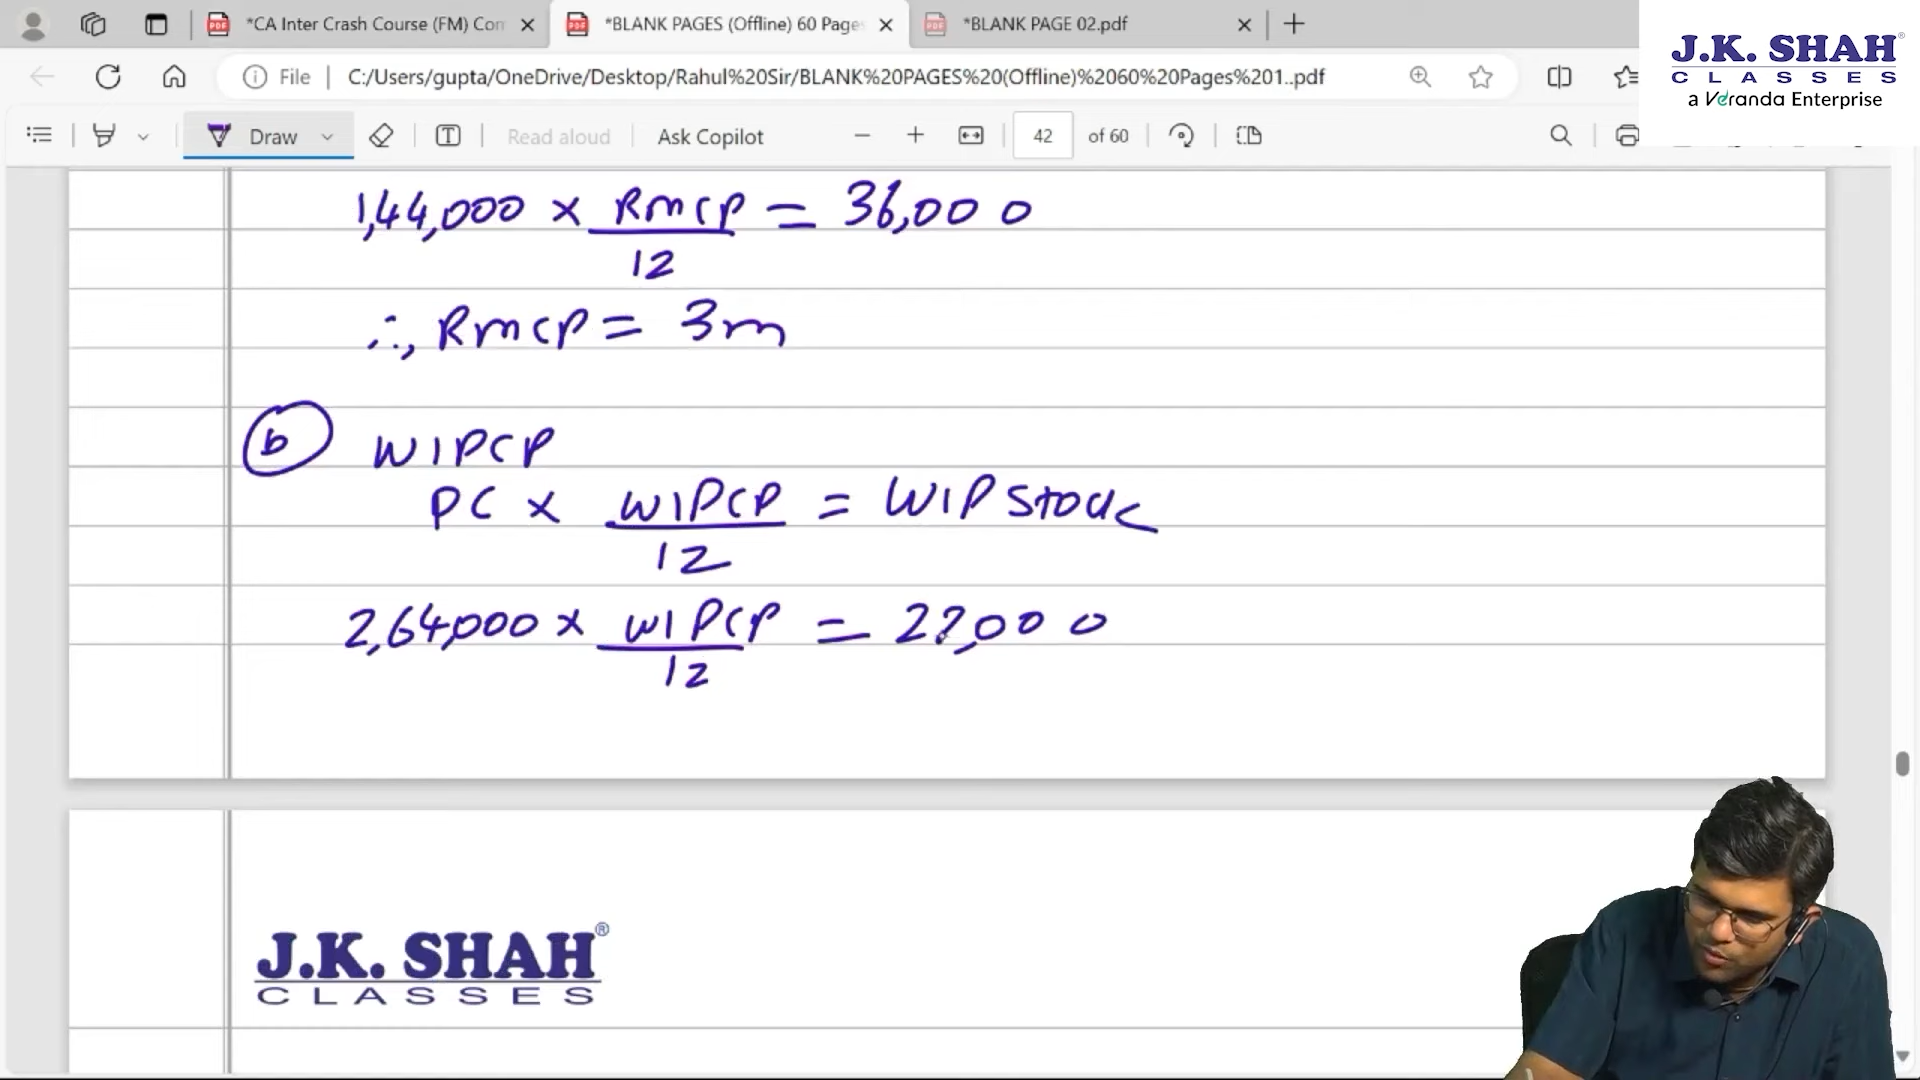 *CA Inter Crash Course (FM) Con
*BLANK PAGES (Offline) 60 Page
*BLANK PAGE 02.pdf
File
C:/Users/gupta/OneDrive/Desktop/Rahul%20Sir/BLANK%20PAGES%20(Offline)%2060%20Pages%201..pdf
J.K. SHAH®
CLASSES
a Veranda Enterprise
Draw
Read aloud
Ask Copilot
42 of 60
1,44,000 × RMCP = 36,000
12
∴, RMCP = 3m
b WIPCP
PC × WIPCP = WIP Stock
12
2,64,000 × WIPCP = 22,000
12
J.K. SHAH®
CLASSES